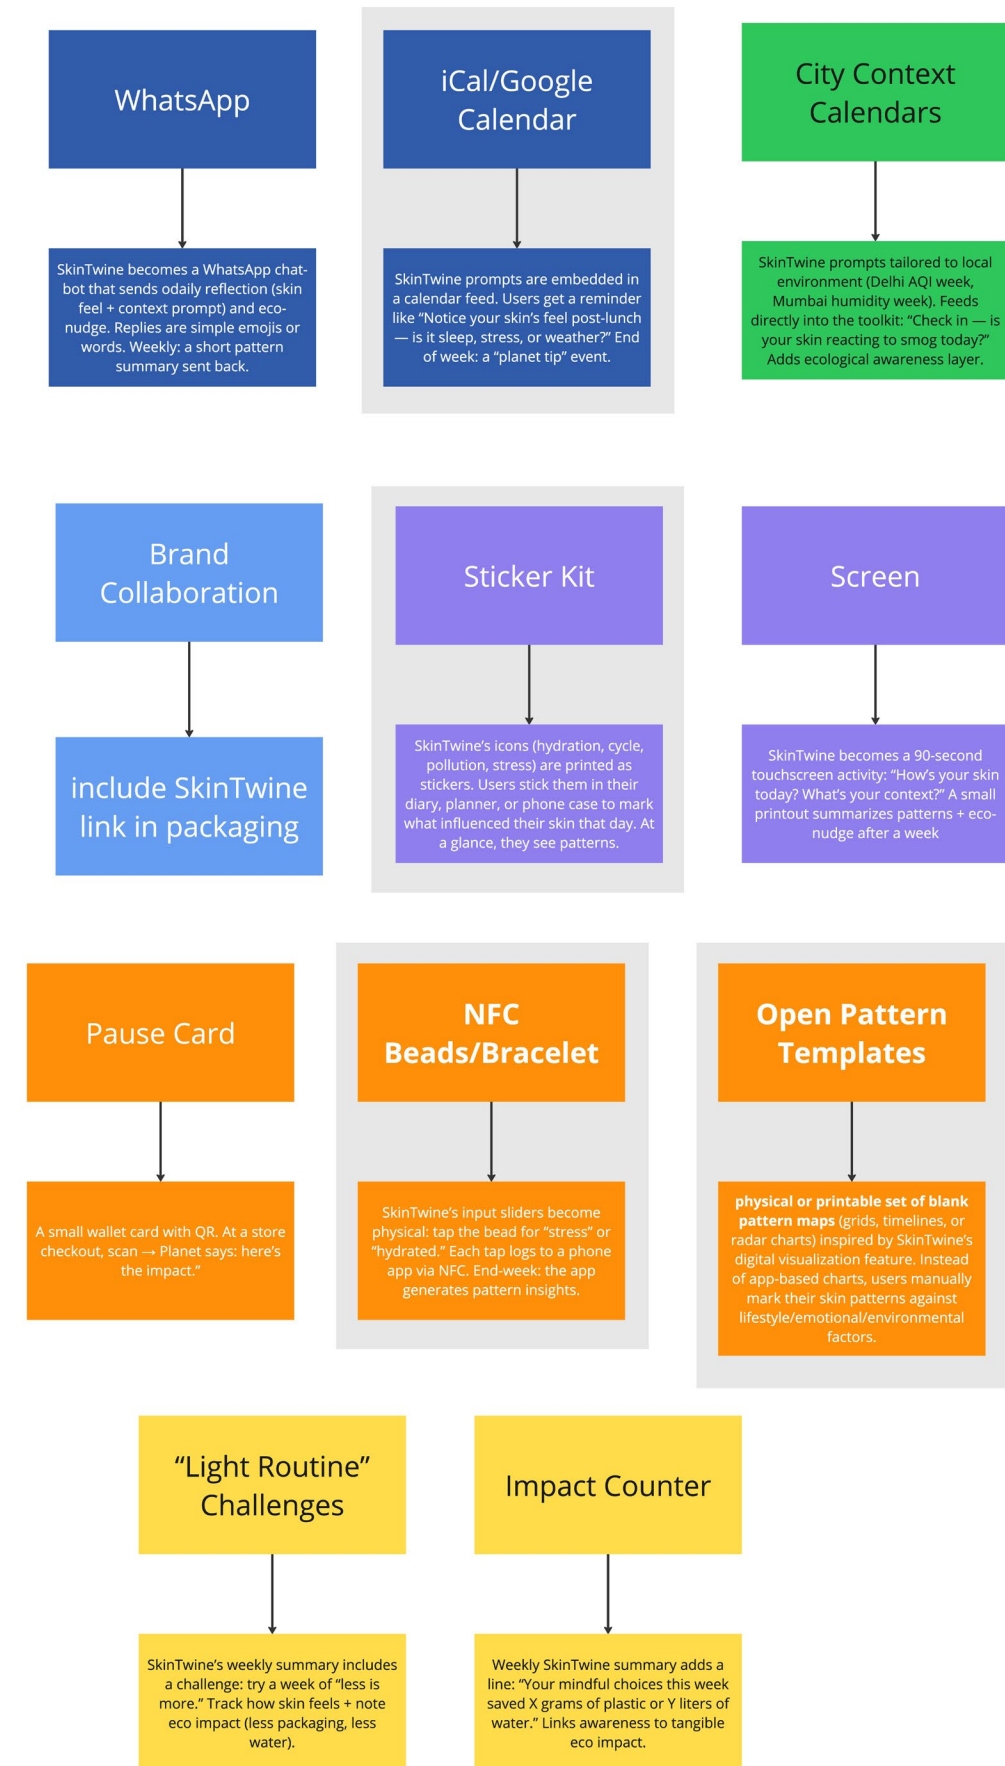 WhatsApp
SkinTwine becomes a WhatsApp chat-
bot that sends odaily reflection (skin
feel + context prompt) and eco-
nudge. Replies are simple emojis or
words. Weekly: a short pattern
summary sent back.
iCal/Google
Calendar
SkinTwine prompts are embedded in
a calendar feed. Users get a reminder
like “Notice your skin’s feel post-lunch
— is it sleep, stress, or weather?” End
of week: a “planet tip” event.
City Context
Calendars
SkinTwine prompts tailored to local
environment (Delhi AQI week,
Mumbai humidity week). Feeds
directly into the toolkit: “Check in — is
your skin reacting to smog today?”
Adds ecological awareness layer.
Brand
Collaboration
include SkinTwine
link in packaging
Sticker Kit
SkinTwine’s icons (hydration, cycle,
pollution, stress) are printed as
stickers. Users stick them in their
diary, planner, or phone case to mark
what influenced their skin that day. At
a glance, they see patterns.
Screen
SkinTwine becomes a 90-second
touchscreen activity: “How’s your skin
today? What’s your context?” A small
printout summarizes patterns + eco-
nudge after a week
Pause Card
A small wallet card with QR. At a store
checkout, scan → Planet says: here’s
the impact.”
NFC
Beads/Bracelet
SkinTwine’s input sliders become
physical: tap the bead for “stress” or
“hydrated.” Each tap logs to a phone
app via NFC. End-week: the app
generates pattern insights.
Open Pattern
Templates
physical or printable set of blank
pattern maps (grids, timelines, or
radar charts) inspired by SkinTwine’s
digital visualization feature. Instead
of app-based charts, users manually
mark their skin patterns against
lifestyle/emotional/environmental
factors.
“Light Routine”
Challenges
SkinTwine’s weekly summary includes
a challenge: try a week of “less is
more.” Track how skin feels + note
eco impact (less packaging, less
water).
Impact Counter
Weekly SkinTwine summary adds a
line: “Your mindful choices this week
saved X grams of plastic or Y liters of
water.” Links awareness to tangible
eco impact.